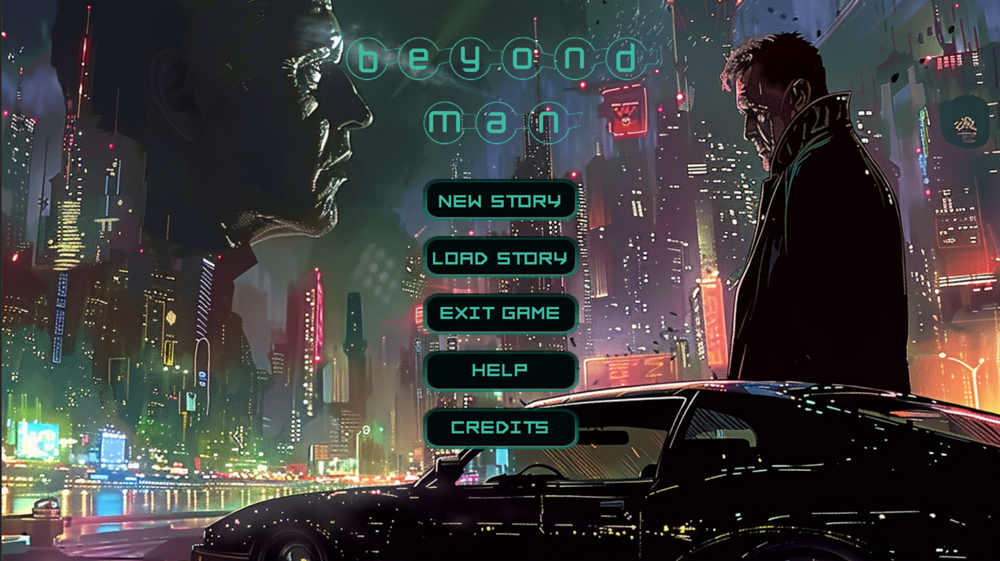 beyond
man
NEW STORY
LOAD STORY
EXIT GAME
HELP
CREDITS